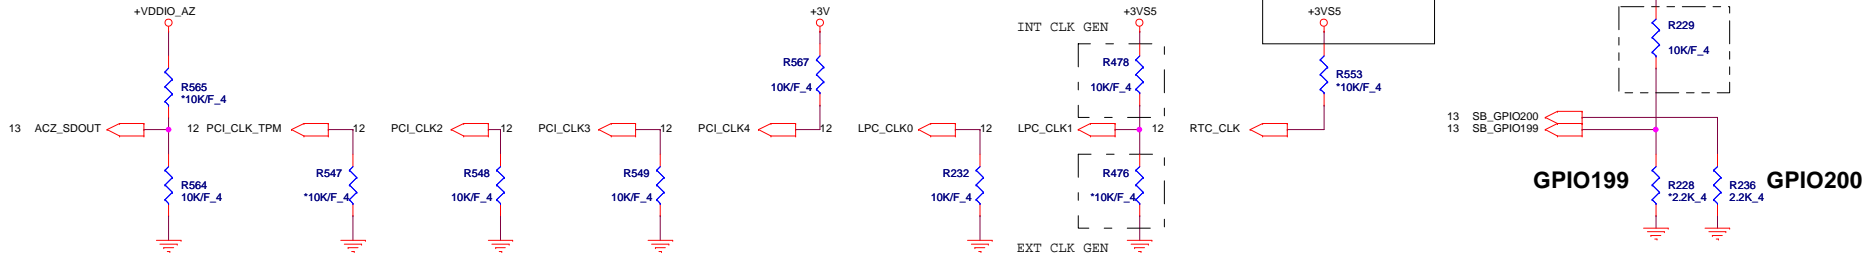 +VDDIO_AZ
+3V
+3VS5
+3VS5
INT CLK GEN
R229
10K/F_4
R567
10K/F_4
R478
10K/F_4
R553
*10K/F_4
R565
*10K/F_4
13 SB_GPIO200
13 SB_GPIO199
13 ACZ_SDOUT
12 PCI_CLK_TPM
12 PCI_CLK2
PCI_CLK3
PCI_CLK4
12
LPC_CLK0
12
LPC_CLK1
12
RTC_CLK
R564
10K/F_4
R547
*10K/F_4
R548
10K/F_4
R549
10K/F_4
R232
10K/F_4
R476
*10K/F_4
GPIO199
R228
*2.2K_4
R236
2.2K_4
GPIO200
EXT CLK GEN